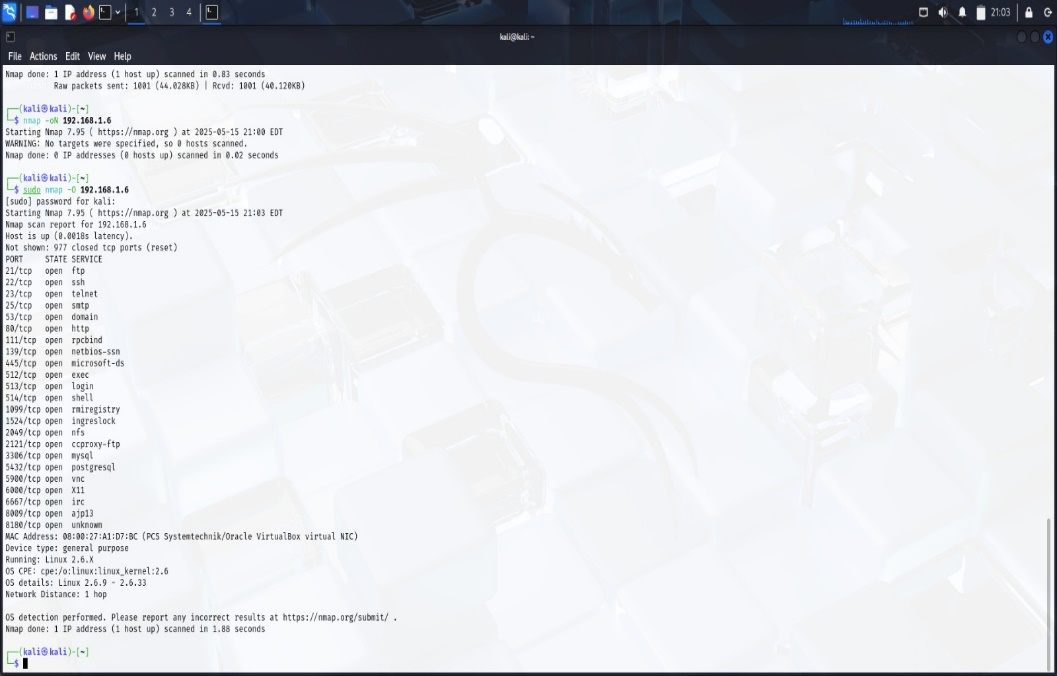 1 2 3 4
21:03
kali@kali: ~
File Actions Edit View Help
Nmap done: 1 IP address (1 host up) scanned in 0.83 seconds
Raw packets sent: 1001 (44.028KB) | Rcvd: 1001 (40.120KB)
┌──(kali㉿kali)-[~]
└─$ nmap -oN 192.168.1.6
Starting Nmap 7.95 ( https://nmap.org ) at 2025-05-15 21:00 EDT
WARNING: No targets were specified, so 0 hosts scanned.
Nmap done: 0 IP addresses (0 hosts up) scanned in 0.02 seconds
┌──(kali㉿kali)-[~]
└─$ sudo nmap -O 192.168.1.6
[sudo] password for kali:
Starting Nmap 7.95 ( https://nmap.org ) at 2025-05-15 21:03 EDT
Nmap scan report for 192.168.1.6
Host is up (0.0018s latency).
Not shown: 977 closed tcp ports (reset)
PORT STATE SERVICE
21/tcp open ftp
22/tcp open ssh
23/tcp open telnet
25/tcp open smtp
53/tcp open domain
80/tcp open http
111/tcp open rpcbind
139/tcp open netbios-ssn
445/tcp open microsoft-ds
512/tcp open exec
513/tcp open login
514/tcp open shell
1099/tcp open rmiregistry
1524/tcp open ingreslock
2049/tcp open nfs
2121/tcp open ccproxy-ftp
3306/tcp open mysql
5432/tcp open postgresql
5900/tcp open vnc
6000/tcp open X11
6667/tcp open irc
8009/tcp open ajp13
8180/tcp open unknown
MAC Address: 08:00:27:A1:D7:BC (PCS Systemtechnik/Oracle VirtualBox virtual NIC)
Device type: general purpose
Running: Linux 2.6.X
OS CPE: cpe:/o:linux:linux_kernel:2.6
OS details: Linux 2.6.9 - 2.6.33
Network Distance: 1 hop
OS detection performed. Please report any incorrect results at https://nmap.org/submit/ .
Nmap done: 1 IP address (1 host up) scanned in 1.88 seconds
┌──(kali㉿kali)-[~]
└─$